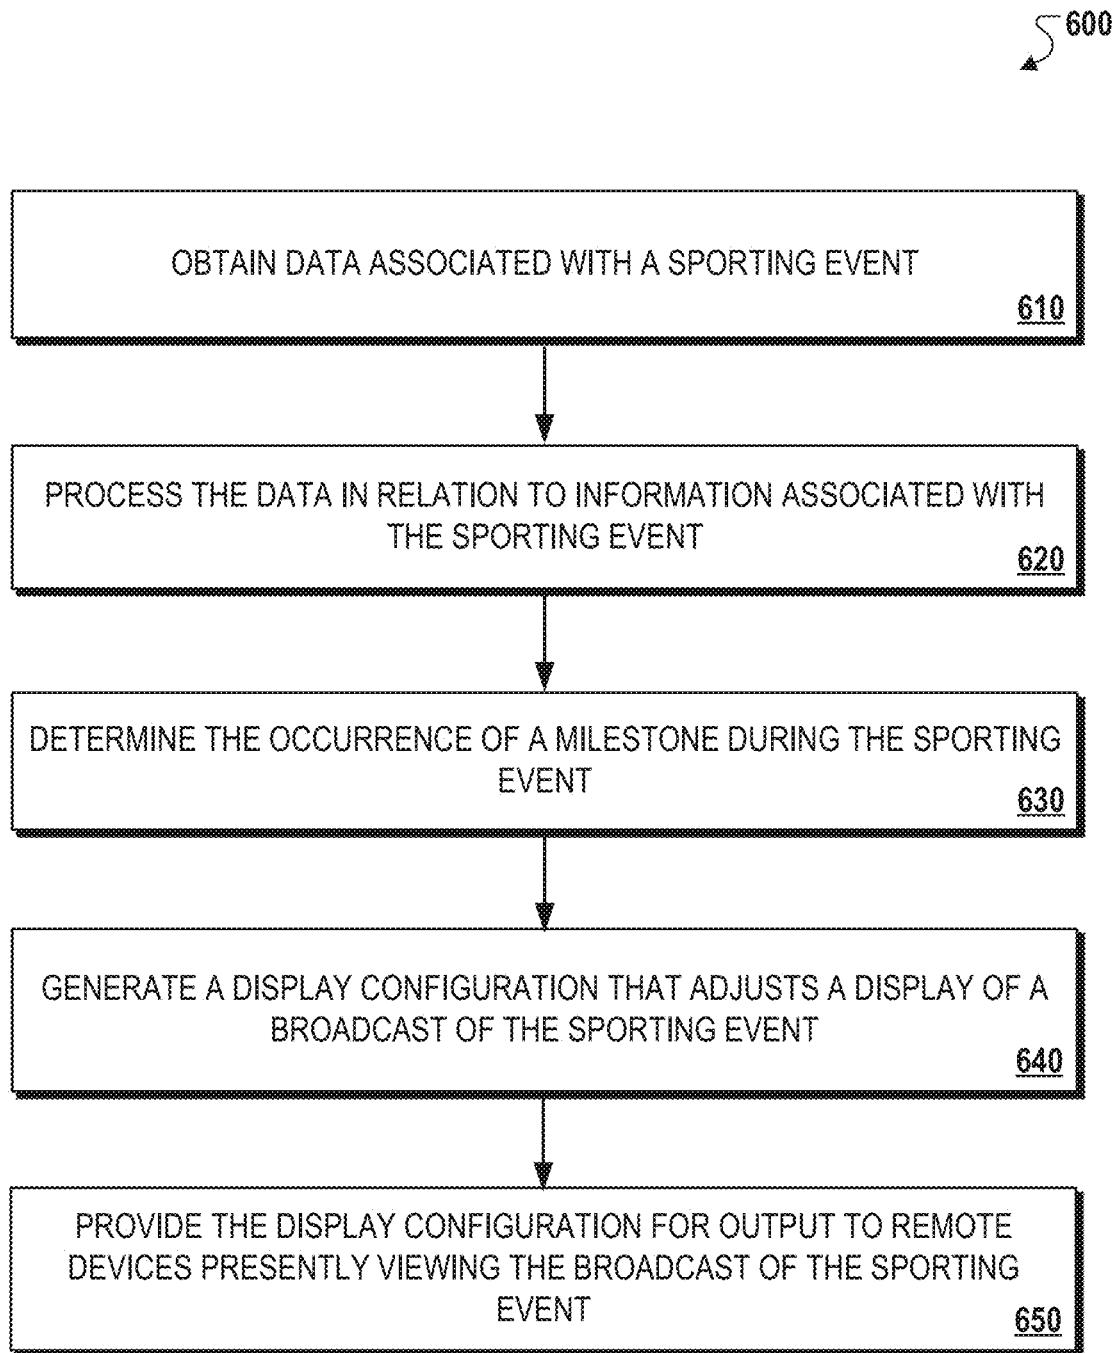 600
OBTAIN DATA ASSOCIATED WITH A SPORTING EVENT
610
PROCESS THE DATA IN RELATION TO INFORMATION ASSOCIATED WITH
THE SPORTING EVENT
620
DETERMINE THE OCCURRENCE OF A MILESTONE DURING THE SPORTING
EVENT
630
GENERATE A DISPLAY CONFIGURATION THAT ADJUSTS A DISPLAY OF A
BROADCAST OF THE SPORTING EVENT
640
PROVIDE THE DISPLAY CONFIGURATION FOR OUTPUT TO REMOTE
DEVICES PRESENTLY VIEWING THE BROADCAST OF THE SPORTING
EVENT
650